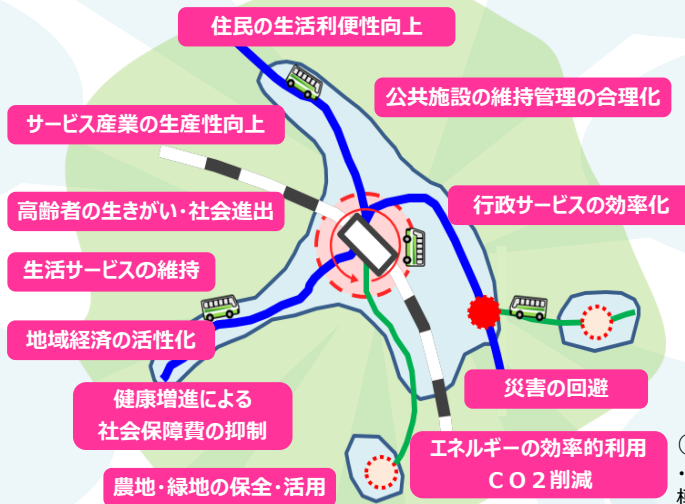 住民の生活利便性向上
公共施設の維持管理の合理化
サービス産業の生産性向上
高齢者の生きがい・社会進出
行政サービスの効率化
生活サービスの維持
地域経済の活性化
災害の回避
健康増進による
社会保障費の抑制
エネルギーの効率的利用
ＣＯ２削減
農地・緑地の保全・活用